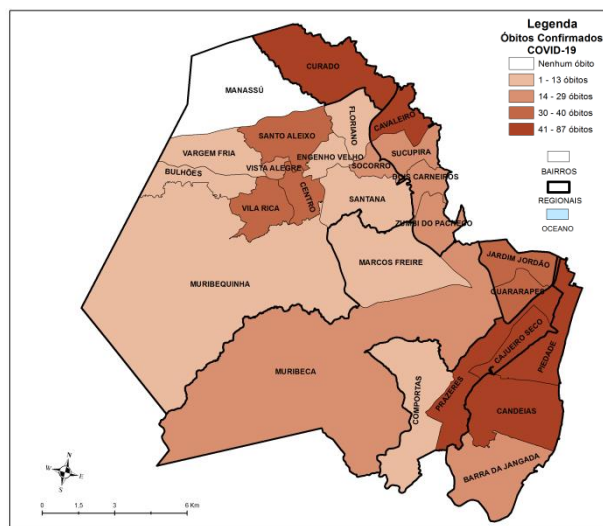 Legenda
Óbitos Confirmados
COVID-19
Nenhum óbito
1 - 13 óbitos
14 - 29 óbitos
30 - 40 óbitos
41 - 87 óbitos
BAIRROS
REGIONAIS
OCEANO
CURADO
MANASSÚ
FLORIANO
CAVALEIRO
SANTO ALEIXO
VARGEM FRIA
ENGENHO VELHO
SUCUPIRA
VISTA ALEGRE
SOCORRO
BULHÕES
DOIS CARNEIROS
CENTRO
VILA RICA
SANTANA
ZUMBI DO PACHECO
MARCOS FREIRE
JARDIM JORDÃO
MURIBEQUINHA
GUARARAPES
CAJUEIRO SECO
PIEDADE
MURIBECA
COMPORTAS
PRAZERES
CANDEIAS
BARRA DA JANGADA
N
W
E
S
0 1,5 3 6 Km